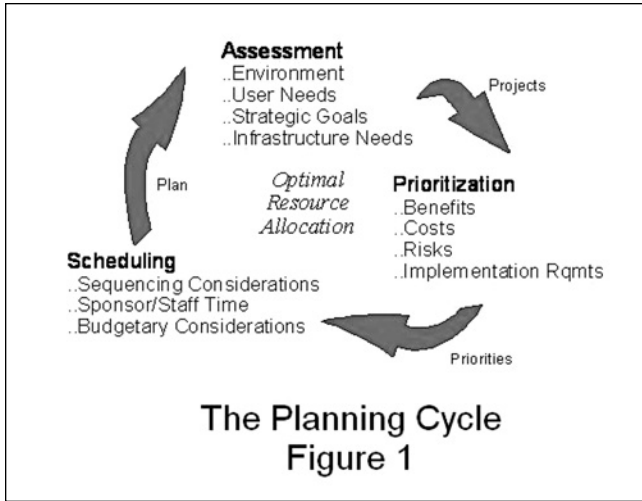 Assessment
..Environment
..User Needs
..Strategic Goals
..Infrastructure Needs
Projects
Optimal
Resource
Allocation
Prioritization
..Benefits
..Costs
..Risks
..Implementation Rqmts
Plan
Scheduling
..Sequencing Considerations
..Sponsor/Staff Time
..Budgetary Considerations
Priorities
The Planning Cycle
Figure 1